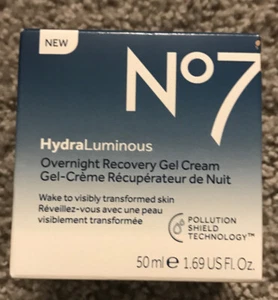 NEW
No7
HydraLuminous
Overnight Recovery Gel Cream
Gel-Crème Récupérateur de Nuit
Wake to visibly transformed skin
Réveillez-vous avec une peau
visiblement transformée
POLLUTION
SHIELD
TECHNOLOGY™
50 ml e 1.69 US Fl. Oz.